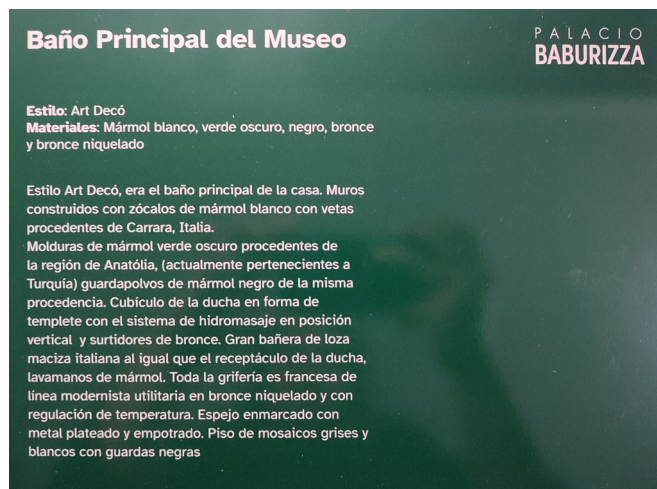 Baño Principal del Museo
PALACIO
BABURIZZA
Estilo: Art Decó
Materiales: Mármol blanco, verde oscuro, negro, bronce
y bronce niquelado
Estilo Art Decó, era el baño principal de la casa. Muros
construidos con zócalos de mármol blanco con vetas
procedentes de Carrara, Italia.
Molduras de mármol verde oscuro procedentes de
la región de Anatólia, (actualmente pertenecientes a
Turquía) guardapolvos de mármol negro de la misma
procedencia. Cubículo de la ducha en forma de
templete con el sistema de hidromasaje en posición
vertical y surtidores de bronce. Gran bañera de loza
maciza italiana al igual que el receptáculo de la ducha,
lavamanos de mármol. Toda la grifería es francesa de
línea modernista utilitaria en bronce niquelado y con
regulación de temperatura. Espejo enmarcado con
metal plateado y empotrado. Piso de mosaicos grises y
blancos con guardas negras